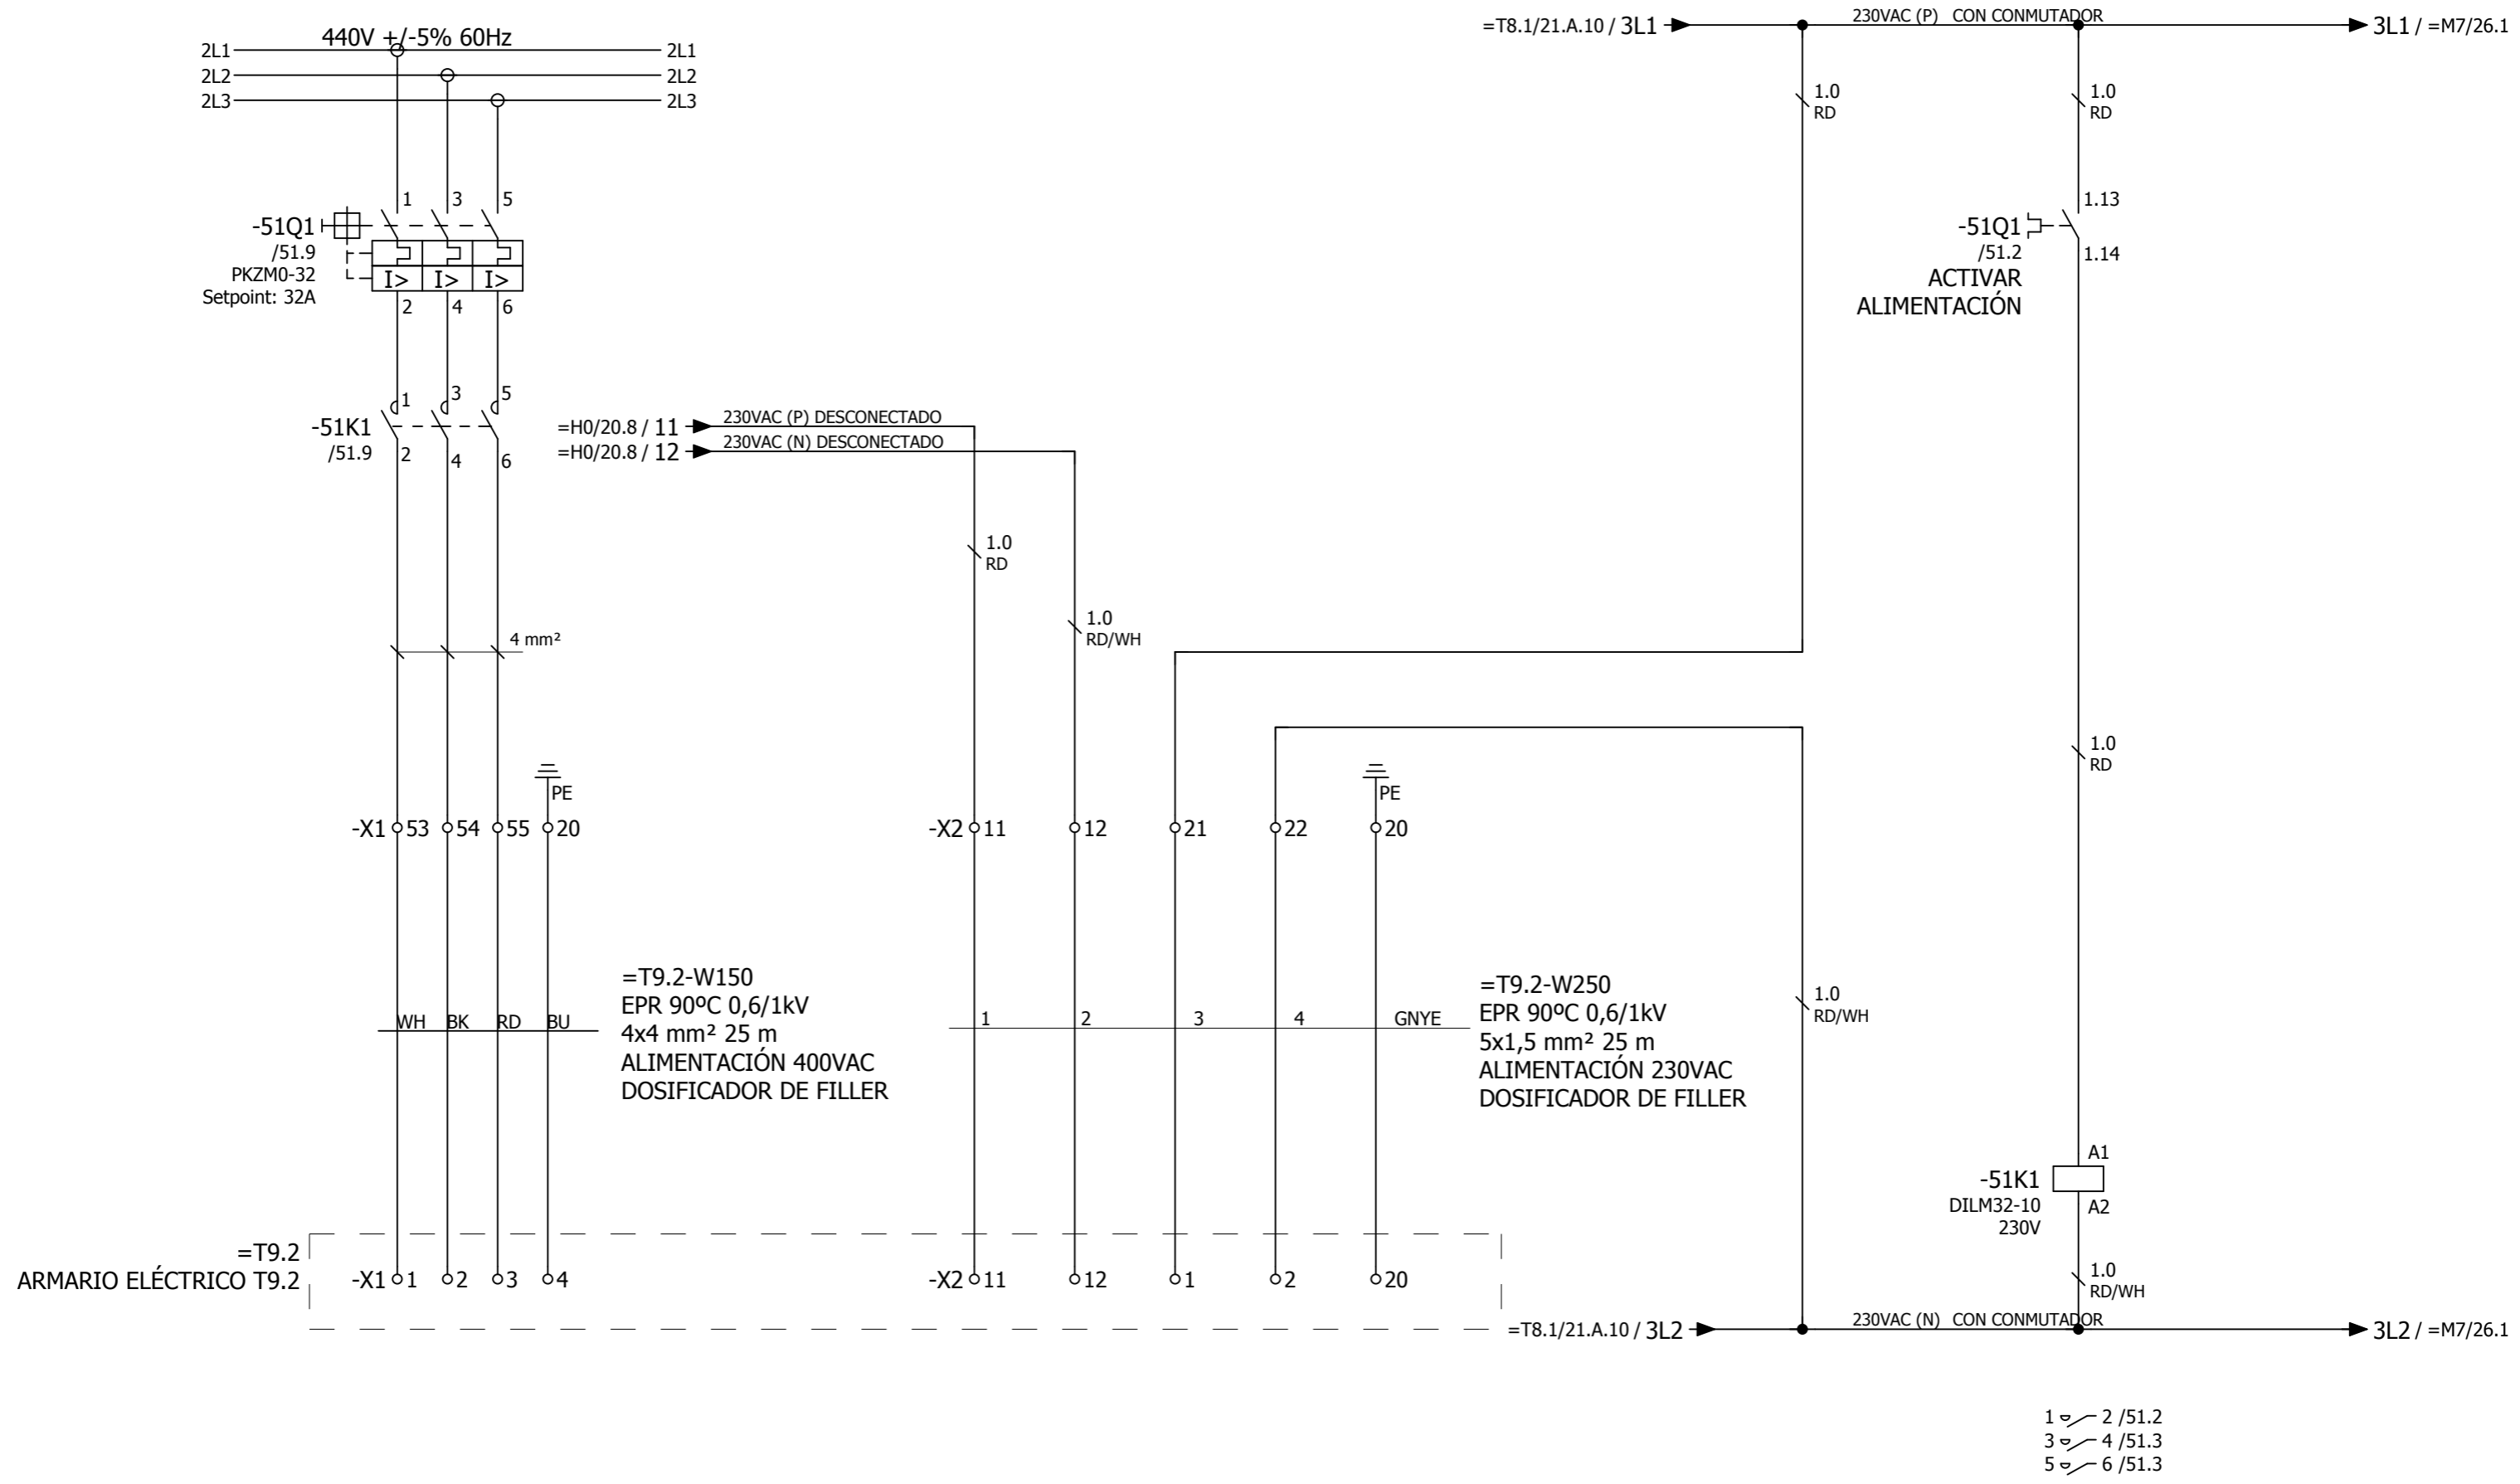 440V +/-5% 60Hz
2L1 2L1
2L2 2L2
2L3 2L3
=T8.1/21.A.10 / 3L1 230VAC (P) CON CONMUTADOR 3L1 / =M7/26.1
1.0
RD
1.0
RD
1 3 5
-51Q1
/51.9
PKZM0-32
Setpoint: 32A
I> I> I>
2 4 6
1.13
-51Q1
/51.2
1.14
ACTIVAR
ALIMENTACIÓN
1 3 5
-51K1
/51.9
2 4 6
=H0/20.8 / 11 230VAC (P) DESCONECTADO
=H0/20.8 / 12 230VAC (N) DESCONECTADO
1.0
RD
1.0
RD/WH
4 mm²
1.0
RD
PE PE
-X1 53 54 55 20 -X2 11 12 21 22 20
WH BK RD BU
=T9.2-W150
EPR 90ºC 0,6/1kV
4x4 mm² 25 m
ALIMENTACIÓN 400VAC
DOSIFICADOR DE FILLER
1 2 3 4 GNYE
=T9.2-W250
EPR 90ºC 0,6/1kV
5x1,5 mm² 25 m
ALIMENTACIÓN 230VAC
DOSIFICADOR DE FILLER
1.0
RD/WH
A1
-51K1
DILM32-10
230V
A2
1.0
RD/WH
=T9.2
ARMARIO ELÉCTRICO T9.2
-X1 1 2 3 4 -X2 11 12 1 2 20
=T8.1/21.A.10 / 3L2 230VAC (N) CON CONMUTADOR 3L2 / =M7/26.1
1 2 /51.2
3 4 /51.3
5 6 /51.3